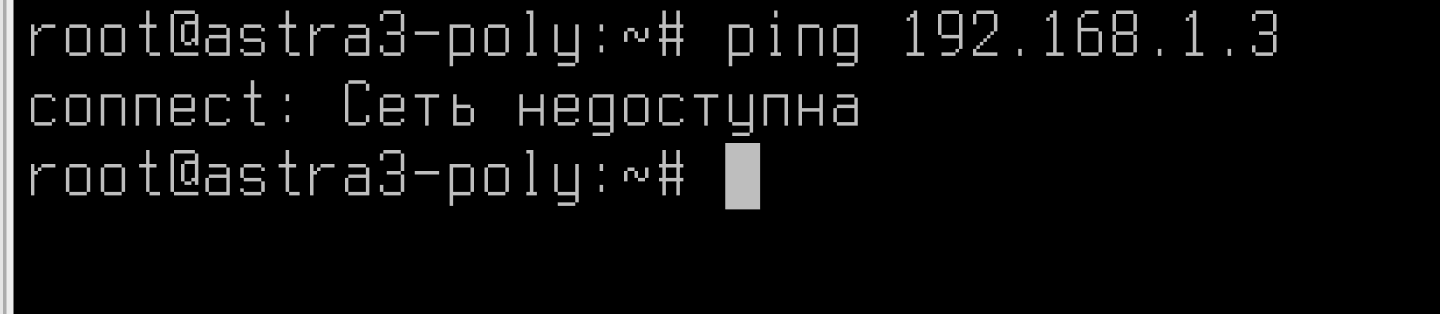 root@astra3-poly:~# ping 192.168.1.3
connect: Сеть недоступна
root@astra3-poly:~#